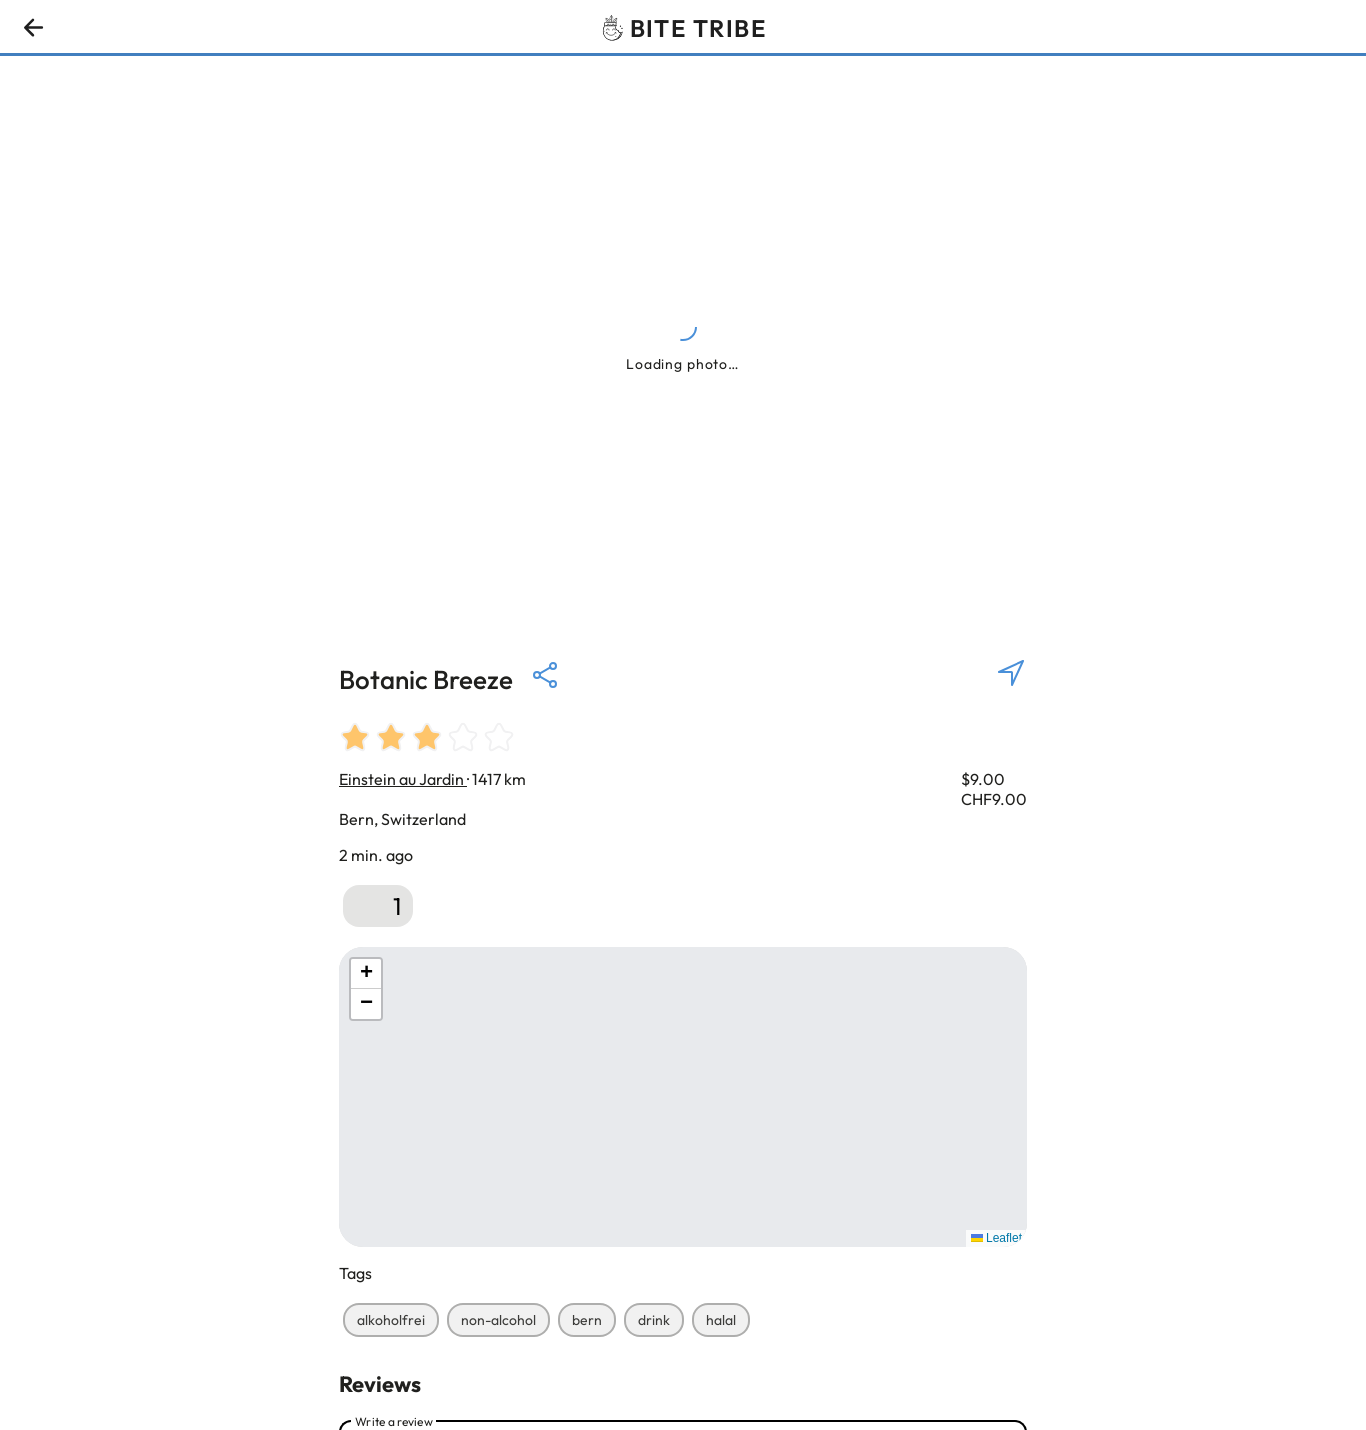 BITE TRIBE
Loading photo…
Botanic Breeze
Einstein au Jardin · 1417 km
$9.00
CHF9.00
Bern, Switzerland
2 min. ago
1
+
−
Leaflet
Tags
alkoholfrei non-alcohol bern drink halal
Reviews
Write a review